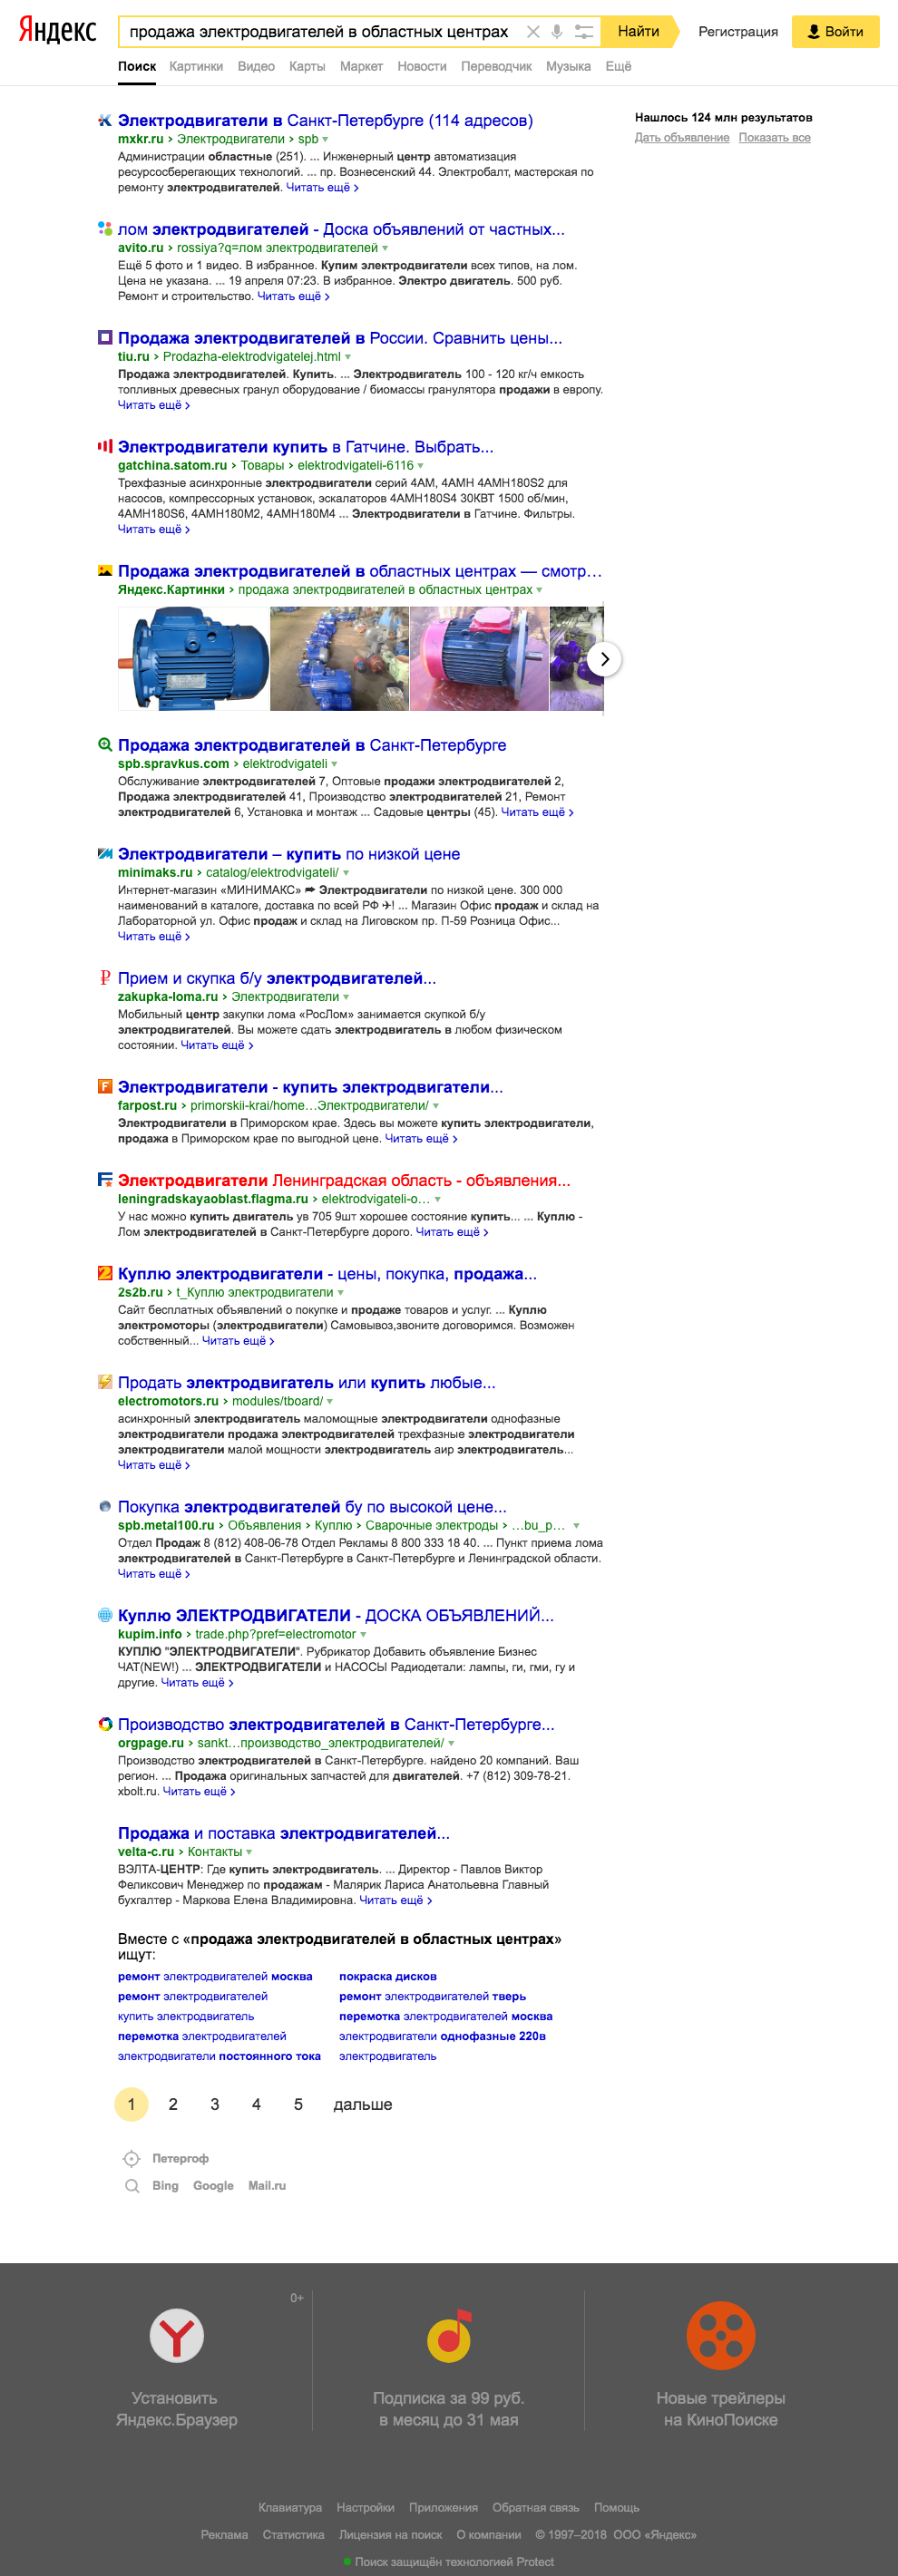 Яндекс
продажа электродвигателей в областных центрах
Найти
Регистрация
Войти
Поиск Картинки Видео Карты Маркет Новости Переводчик Музыка Ещё
Нашлось 124 млн результатов
Дать объявление Показать все
Электродвигатели в Санкт-Петербурге (114 адресов)
mxkr.ru › Электродвигатели › spb
Администрации областные (251). ... Инженерный центр автоматизация
ресурсосберегающих технологий. ... пр. Вознесенский 44. Электробалт, мастерская по
ремонту электродвигателей. Читать ещё ›
лом электродвигателей - Доска объявлений от частных...
avito.ru › rossiya?q=лом электродвигателей
Ещё 5 фото и 1 видео. В избранное. Купим электродвигатели всех типов, на лом.
Цена не указана. ... 19 апреля 07:23. В избранное. Электро двигатель. 500 руб.
Ремонт и строительство. Читать ещё ›
Продажа электродвигателей в России. Сравнить цены...
tiu.ru › Prodazha-elektrodvigatelej.html
Продажа электродвигателей. Купить. ... Электродвигатель 100 - 120 кг/ч емкость
топливных древесных гранул оборудование / биомассы гранулятора продажи в европу.
Читать ещё ›
Электродвигатели купить в Гатчине. Выбрать...
gatchina.satom.ru › Товары › elektrodvigateli-6116
Трехфазные асинхронные электродвигатели серий 4АМ, 4АМН 4АМН180S2 для
насосов, компрессорных установок, эскалаторов 4АМН180S4 30КВТ 1500 об/мин,
4АМН180S6, 4АМН180М2, 4АМН180М4 ... Электродвигатели в Гатчине. Фильтры.
Читать ещё ›
Продажа электродвигателей в областных центрах — смотр...
Яндекс.Картинки › продажа электродвигателей в областных центрах
Продажа электродвигателей в Санкт-Петербурге
spb.spravkus.com › elektrodvigateli
Обслуживание электродвигателей 7, Оптовые продажи электродвигателей 2,
Продажа электродвигателей 41, Производство электродвигателей 21, Ремонт
электродвигателей 6, Установка и монтаж ... Садовые центры (45). Читать ещё ›
Электродвигатели – купить по низкой цене
minimaks.ru › catalog/elektrodvigateli/
Интернет-магазин «МИНИМАКС» ➦ Электродвигатели по низкой цене. 300 000
наименований в каталоге, доставка по всей РФ ✈! ... Магазин Офис продаж и склад на
Лабораторной ул. Офис продаж и склад на Лиговском пр. П-59 Розница Офис...
Читать ещё ›
Прием и скупка б/у электродвигателей...
zakupka-loma.ru › Электродвигатели
Мобильный центр закупки лома «РосЛом» занимается скупкой б/у
электродвигателей. Вы можете сдать электродвигатель в любом физическом
состоянии. Читать ещё ›
Электродвигатели - купить электродвигатели...
farpost.ru › primorskii-krai/home…Электродвигатели/
Электродвигатели в Приморском крае. Здесь вы можете купить электродвигатели,
продажа в Приморском крае по выгодной цене. Читать ещё ›
Электродвигатели Ленинградская область - объявления...
leningradskayaoblast.flagma.ru › elektrodvigateli-o…
У нас можно купить двигатель ув 705 9шт хорошее состояние купить... ... Куплю -
Лом электродвигателей в Санкт-Петербурге дорого. Читать ещё ›
Куплю электродвигатели - цены, покупка, продажа...
2s2b.ru › t_Куплю электродвигатели
Сайт бесплатных объявлений о покупке и продаже товаров и услуг. ... Куплю
электромоторы (электродвигатели) Самовывоз,звоните договоримся. Возможен
собственный... Читать ещё ›
Продать электродвигатель или купить любые...
electromotors.ru › modules/tboard/
асинхронный электродвигатель маломощные электродвигатели однофазные
электродвигатели продажа электродвигателей трехфазные электродвигатели
электродвигатели малой мощности электродвигатель аир электродвигатель...
Читать ещё ›
Покупка электродвигателей бу по высокой цене...
spb.metal100.ru › Объявления › Куплю › Сварочные электроды › …bu_p…
Отдел Продаж 8 (812) 408-06-78 Отдел Рекламы 8 800 333 18 40. ... Пункт приема лома
электродвигателей в Санкт-Петербурге в Санкт-Петербурге и Ленинградской области.
Читать ещё ›
Куплю ЭЛЕКТРОДВИГАТЕЛИ - ДОСКА ОБЪЯВЛЕНИЙ...
kupim.info › trade.php?pref=electromotor
КУПЛЮ "ЭЛЕКТРОДВИГАТЕЛИ". Рубрикатор Добавить объявление Бизнес
ЧАТ(NEW!) ... ЭЛЕКТРОДВИГАТЕЛИ и НАСОСЫ Радиодетали: лампы, ги, гми, гу и
другие. Читать ещё ›
Производство электродвигателей в Санкт-Петербурге...
orgpage.ru › sankt…производство_электродвигателей/
Производство электродвигателей в Санкт-Петербурге. найдено 20 компаний. Ваш
регион. ... Продажа оригинальных запчастей для двигателей. +7 (812) 309-78-21.
xbolt.ru. Читать ещё ›
Продажа и поставка электродвигателей...
velta-c.ru › Контакты
ВЭЛТА-ЦЕНТР: Где купить электродвигатель. ... Директор - Павлов Виктор
Феликсович Менеджер по продажам - Малярик Лариса Анатольевна Главный
бухгалтер - Маркова Елена Владимировна. Читать ещё ›
Вместе с «продажа электродвигателей в областных центрах»
ищут:
ремонт электродвигателей москва покраска дисков
ремонт электродвигателей ремонт электродвигателей тверь
купить электродвигатель перемотка электродвигателей москва
перемотка электродвигателей электродвигатели однофазные 220в
электродвигатели постоянного тока электродвигатель
1 2 3 4 5 дальше
Петергоф
Bing Google Mail.ru
0+
Установить
Яндекс.Браузер
Подписка за 99 руб.
в месяц до 31 мая
Новые трейлеры
на КиноПоиске
Клавиатура Настройки Приложения Обратная связь Помощь
Реклама Статистика Лицензия на поиск О компании © 1997–2018 ООО «Яндекс»
Поиск защищён технологией Protect